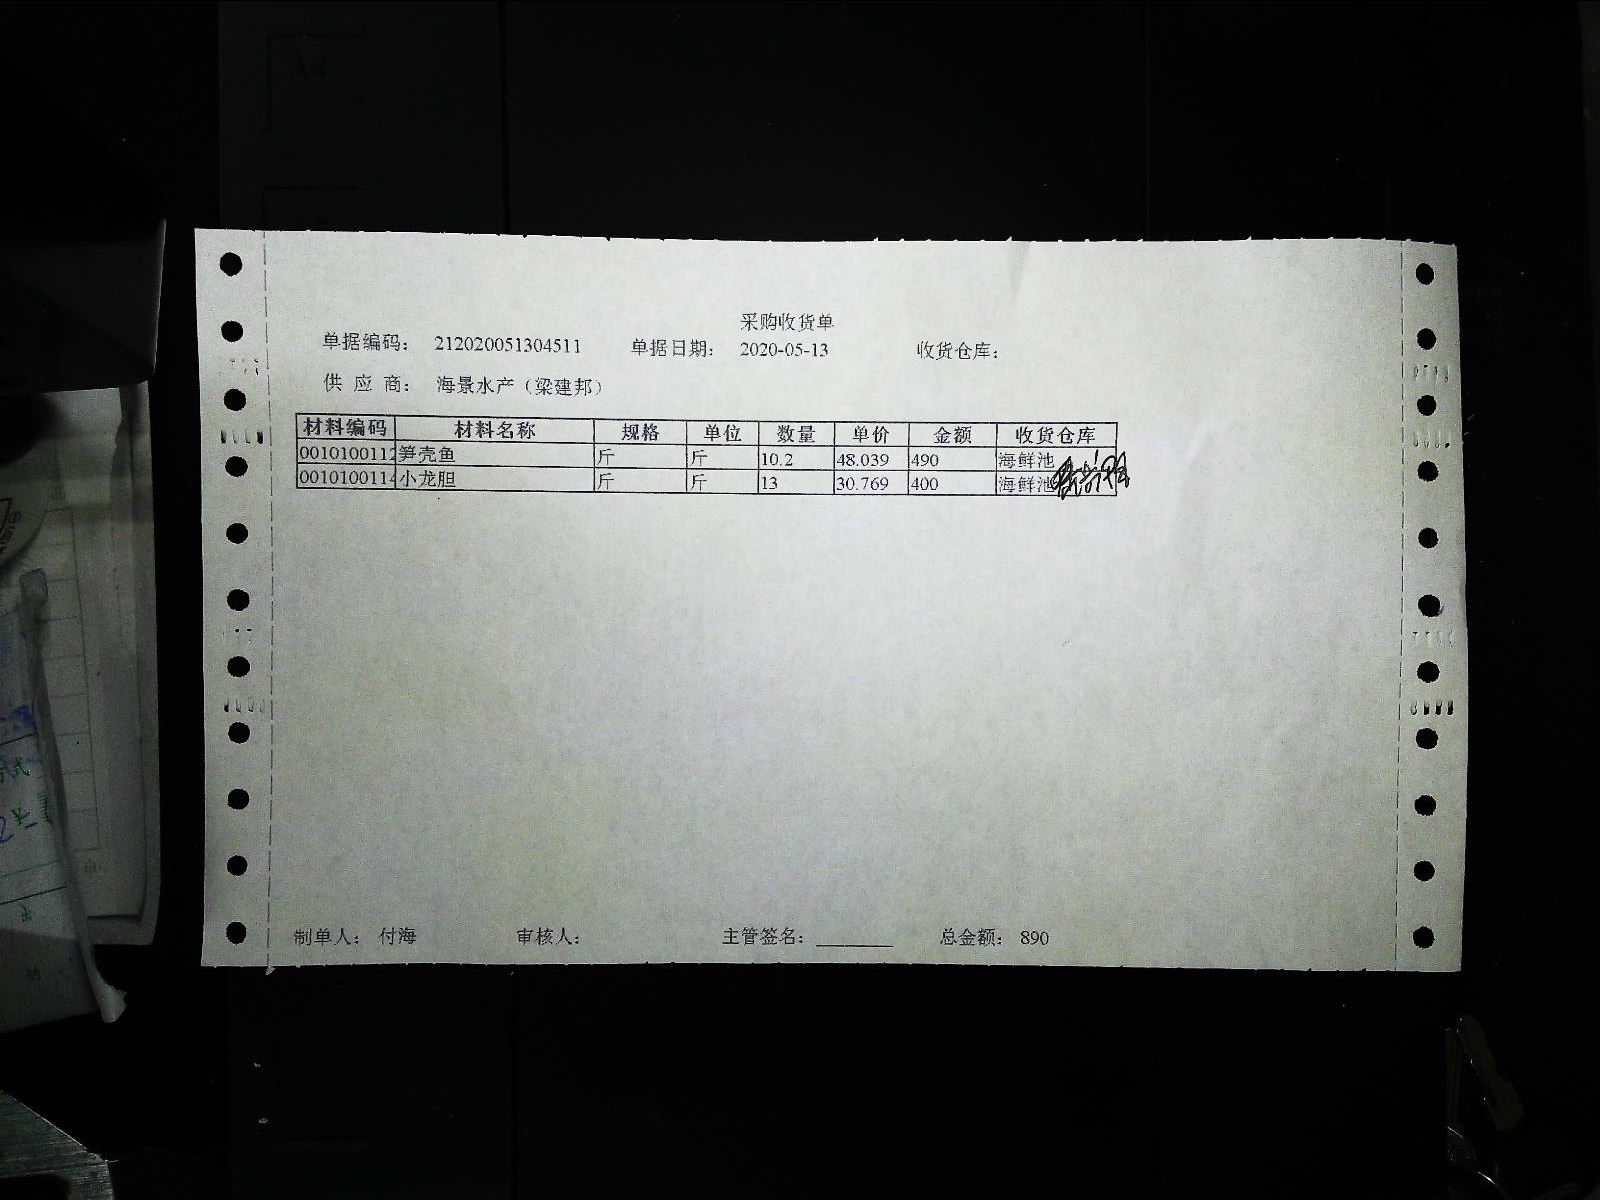 采购收货单
单据编码： 212020051304511 单据日期： 2020-05-13 收货仓库：
供 应 商： 海景水产（梁建邦）
材料编码 材料名称 规格 单位 数量 单价 金额 收货仓库
0010100112 笋壳鱼 斤 斤 10.2 48.039 490 海鲜池
0010100114 小龙胆 斤 斤 13 30.769 400 海鲜池
制单人： 付海 审核人： 主管签名： ________ 总金额： 890